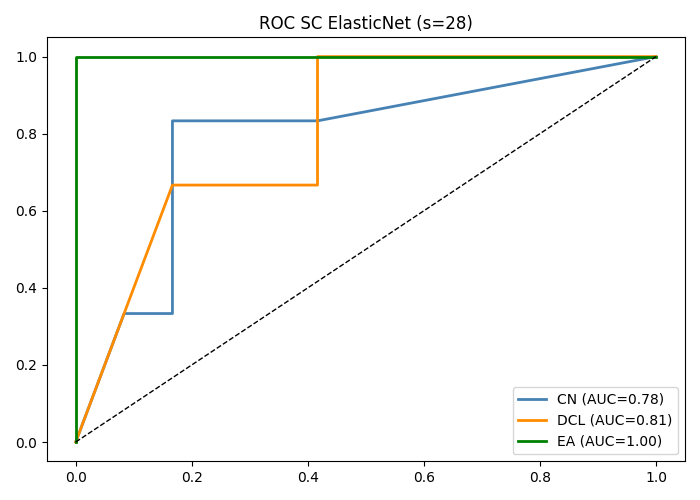 ROC SC ElasticNet (s=28)
1.0
0.8
0.6
0.4
0.2
0.0
0.0 0.2 0.4 0.6 0.8 1.0
CN (AUC=0.78)
DCL (AUC=0.81)
EA (AUC=1.00)